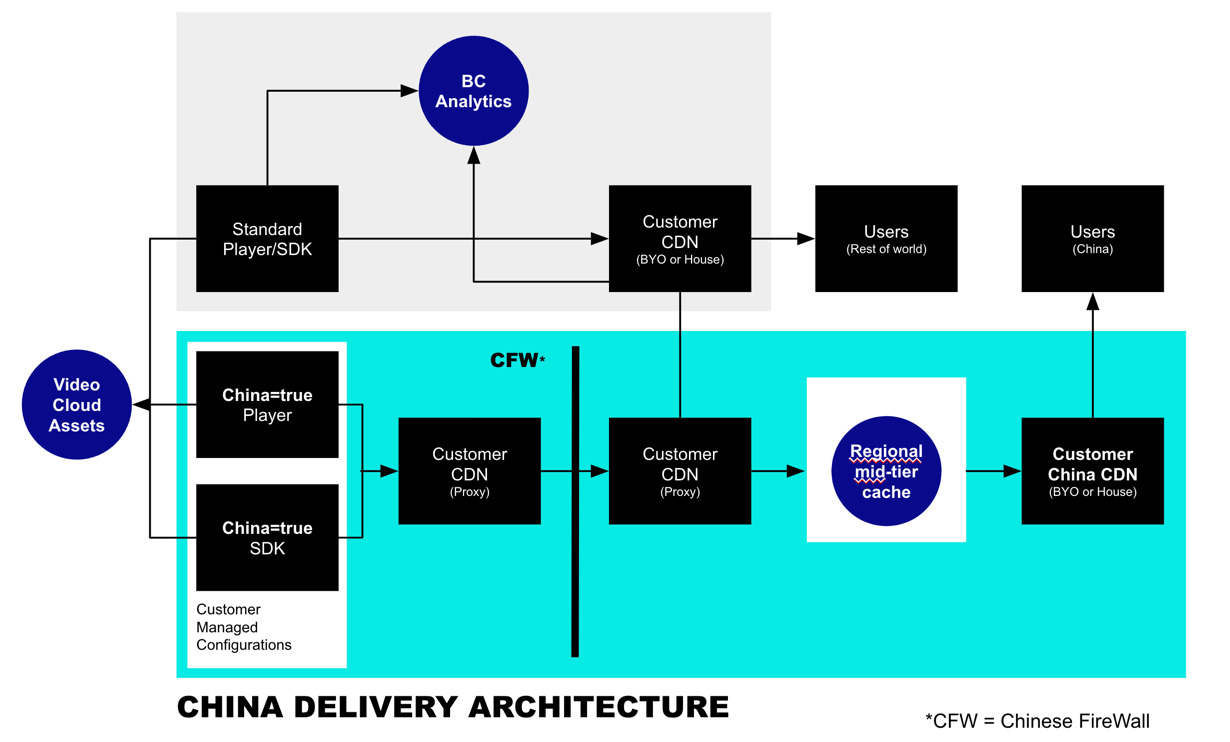 BC
Analytics
Standard
Player/SDK
Customer
CDN
(BYO or House)
Users
(Rest of world)
Users
(China)
Video
Cloud
Assets
China=true
Player
China=true
SDK
Customer
Managed
Configurations
CFW*
Customer
CDN
(Proxy)
Customer
CDN
(Proxy)
Regional
mid-tier
cache
Customer
China CDN
(BYO or House)
CHINA DELIVERY ARCHITECTURE
*CFW = Chinese FireWall